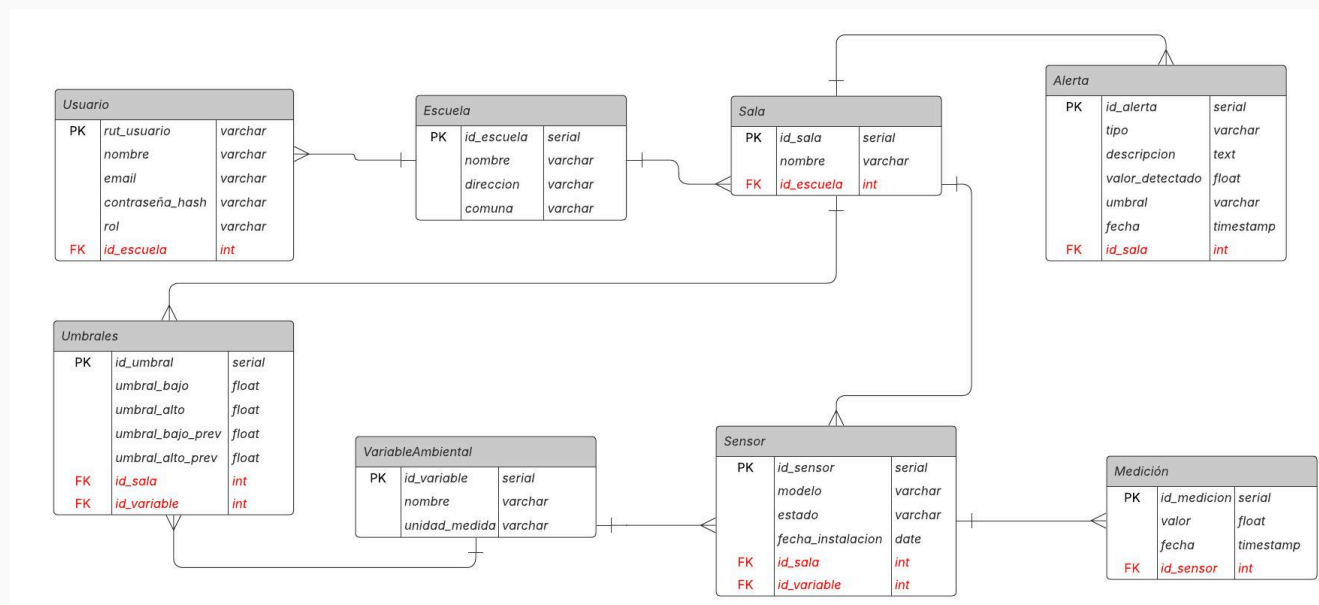 Usuario
PK rut_usuario varchar
nombre varchar
email varchar
contraseña_hash varchar
rol varchar
FK id_escuela int
Escuela
PK id_escuela serial
nombre varchar
direccion varchar
comuna varchar
Sala
PK id_sala serial
nombre varchar
FK id_escuela int
Alerta
PK id_alerta serial
tipo varchar
descripcion text
valor_detectado float
umbral varchar
fecha timestamp
FK id_sala int
Umbrales
PK id_umbral serial
umbral_bajo float
umbral_alto float
umbral_bajo_prev float
umbral_alto_prev float
FK id_sala int
FK id_variable int
VariableAmbiental
PK id_variable serial
nombre varchar
unidad_medida varchar
Sensor
PK id_sensor serial
modelo varchar
estado varchar
fecha_instalacion date
FK id_sala int
FK id_variable int
Medición
PK id_medicion serial
valor float
fecha timestamp
FK id_sensor int